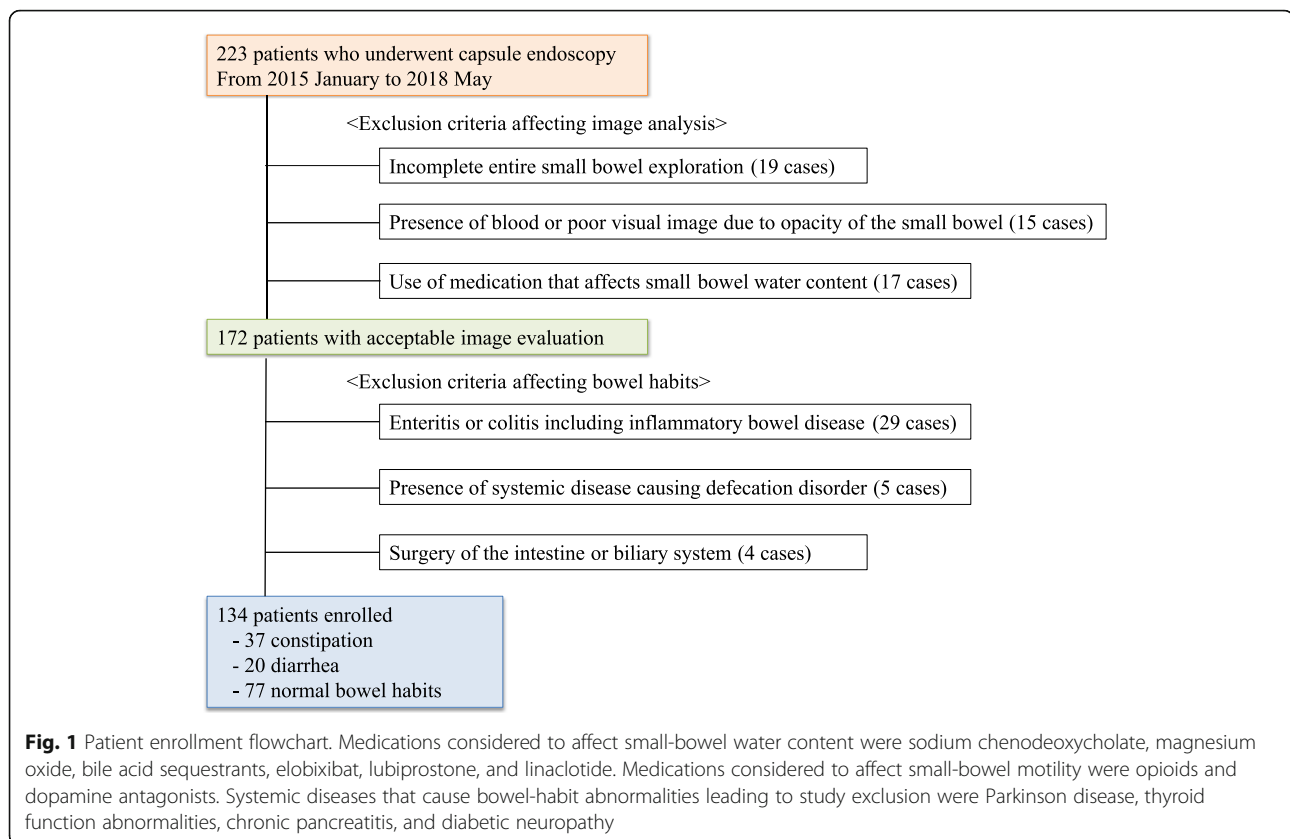 223 patients who underwent capsule endoscopy
From 2015 January to 2018 May
<Exclusion criteria affecting image analysis>
Incomplete entire small bowel exploration (19 cases)
Presence of blood or poor visual image due to opacity of the small bowel (15 cases)
Use of medication that affects small bowel water content (17 cases)
172 patients with acceptable image evaluation
<Exclusion criteria affecting bowel habits>
Enteritis or colitis including inflammatory bowel disease (29 cases)
Presence of systemic disease causing defecation disorder (5 cases)
Surgery of the intestine or biliary system (4 cases)
134 patients enrolled
- 37 constipation
- 20 diarrhea
- 77 normal bowel habits
Fig. 1 Patient enrollment flowchart. Medications considered to affect small-bowel water content were sodium chenodeoxycholate, magnesium
oxide, bile acid sequestrants, elobixibat, lubiprostone, and linaclotide. Medications considered to affect small-bowel motility were opioids and
dopamine antagonists. Systemic diseases that cause bowel-habit abnormalities leading to study exclusion were Parkinson disease, thyroid
function abnormalities, chronic pancreatitis, and diabetic neuropathy